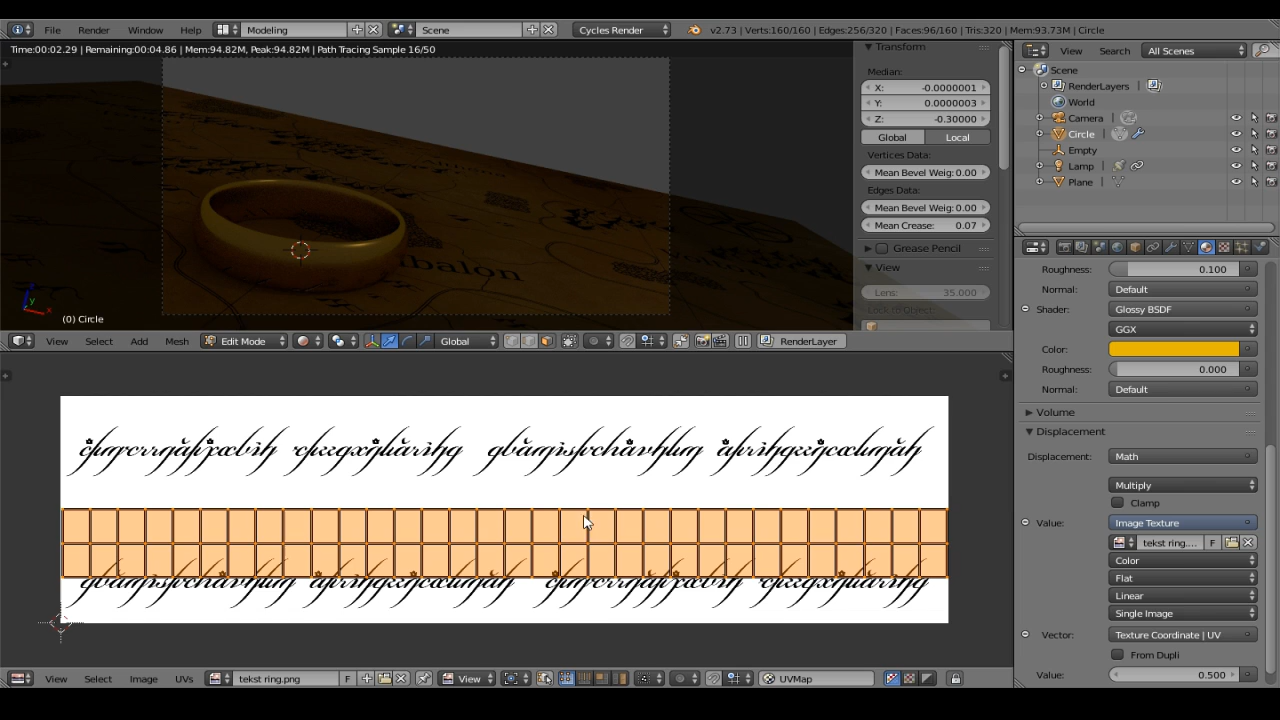 File Render Window Help Modeling Scene Cycles Render v2.73 | Verts:160/160 | Edges:256/320 | Faces:96/160 | Tris:320 | Mem:93.73M | Circle
Time:00:02.29 | Remaining:00:04.86 | Mem:94.82M, Peak:94.82M | Path Tracing Sample 16/50
Transform
Median:
X: -0.0000001
Y: 0.0000003
Z: -0.30000
Global Local
Vertices Data:
Mean Bevel Weig: 0.00
Edges Data:
Mean Bevel Weig: 0.00
Mean Crease: 0.07
Grease Pencil
View
Lens: 35.000
Lock to Object:
balon
(0) Circle
View Select Add Mesh Edit Mode Global RenderLayer
View Search All Scenes
Scene
RenderLayers
World
Camera
Circle
Empty
Lamp
Plane
Roughness: 0.100
Normal: Default
Shader: Glossy BSDF
GGX
Color:
Roughness: 0.000
Normal: Default
Volume
Displacement
Displacement: Math
Multiply
Clamp
Value: Image Texture
tekst ring.... F
Color
Flat
Linear
Single Image
Vector: Texture Coordinate | UV
From Dupli
Value: 0.500
View Select Image UVs tekst ring.png F View UVMap